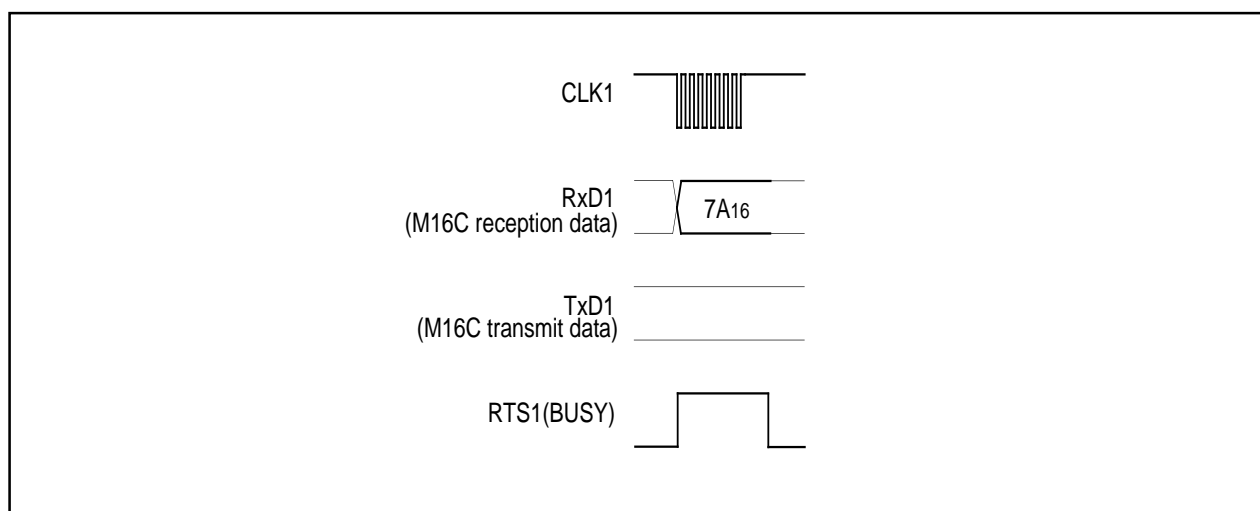 CLK1
RxD1
(M16C reception data)
7A16
TxD1
(M16C transmit data)
RTS1(BUSY)